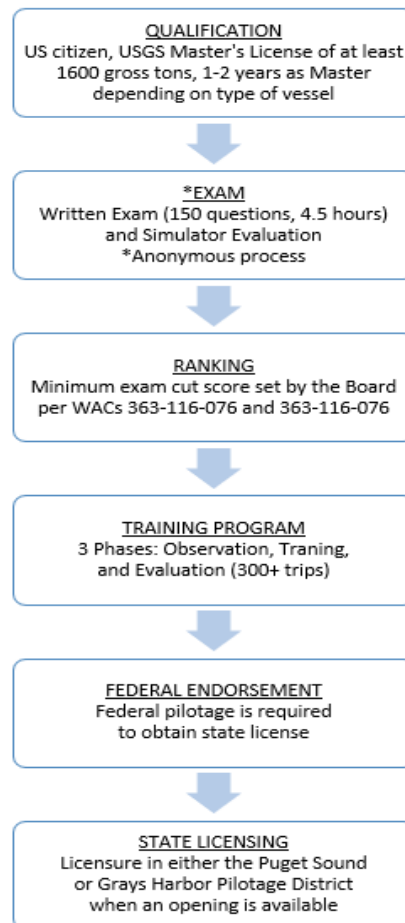 QUALIFICATION
US citizen, USGS Master's License of at least
1600 gross tons, 1-2 years as Master
depending on type of vessel
*EXAM
Written Exam (150 questions, 4.5 hours)
and Simulator Evaluation
*Anonymous process
RANKING
Minimum exam cut score set by the Board
per WACs 363-116-076 and 363-116-076
TRAINING PROGRAM
3 Phases: Observation, Traning,
and Evaluation (300+ trips)
FEDERAL ENDORSEMENT
Federal pilotage is required
to obtain state license
STATE LICENSING
Licensure in either the Puget Sound
or Grays Harbor Pilotage District
when an opening is available